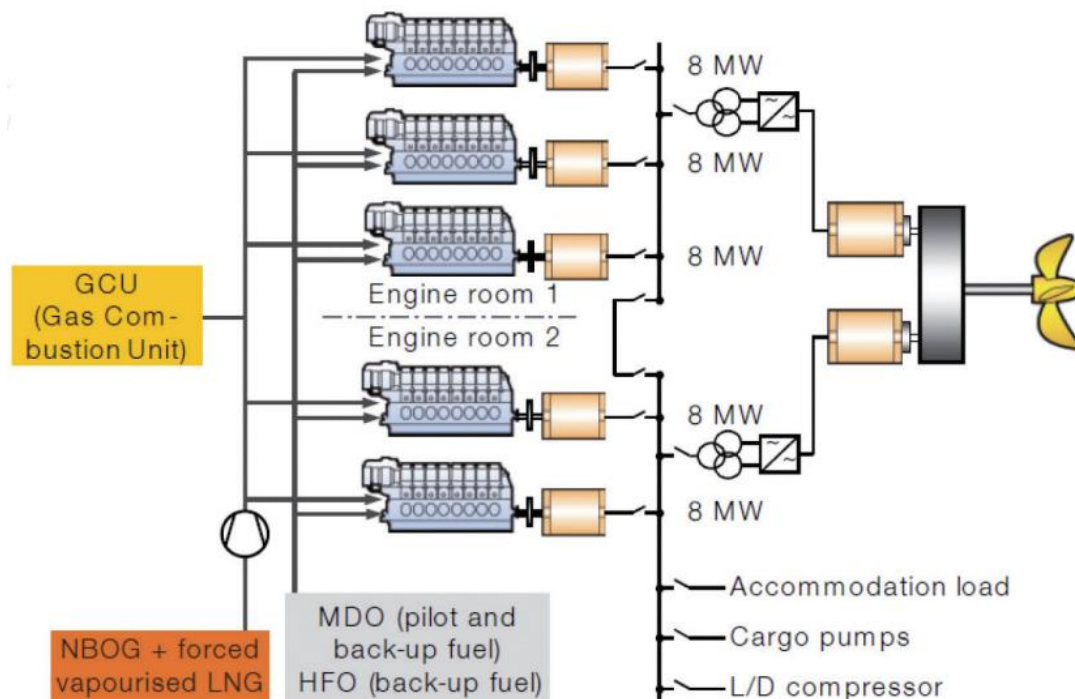 8 MW
8 MW
8 MW
Engine room 1
Engine room 2
GCU
(Gas Com-
bustion Unit)
8 MW
8 MW
NBOG + forced
vapourised LNG
MDO (pilot and
back-up fuel)
HFO (back-up fuel)
Accommodation load
Cargo pumps
L/D compressor